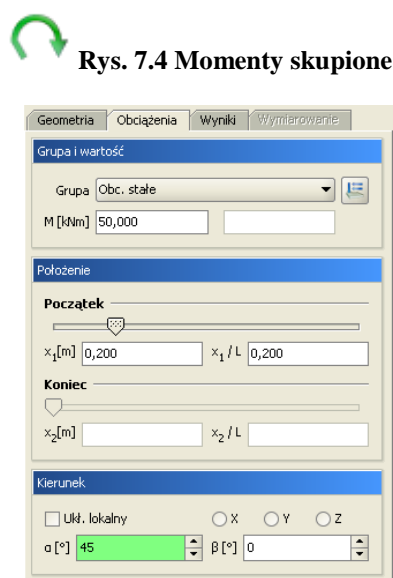 Rys. 7.4 Momenty skupione
Geometria Obciążenia Wyniki Wymiarowanie
Grupa i wartość
Grupa Obc. stałe
M [kNm] 50,000
Położenie
Początek
x₁[m] 0,200 x₁ / L 0,200
Koniec
x₂[m] x₂ / L
Kierunek
Ukł. lokalny X Y Z
α [°] 45 β [°] 0